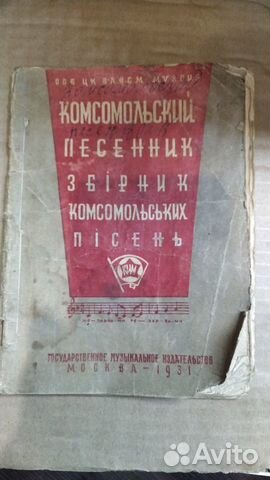 КОМСОМОЛЬСКИЙ
ПЕСЕННИК
ЗБІРНИК
КОМСОМОЛЬСЬКИХ
ПІСЕНЬ
КИМ
ГОСУДАРСТВЕННОЕ МУЗЫКАЛЬНОЕ ИЗДАТЕЛЬСТВО
МОСКВА-1931
Avito